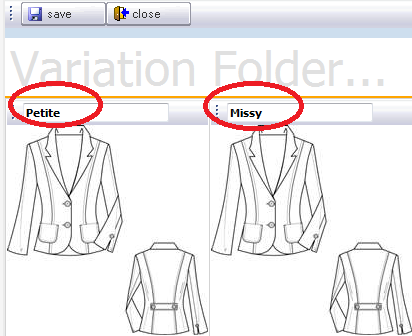 save close
Variation Folder...
Petite Missy